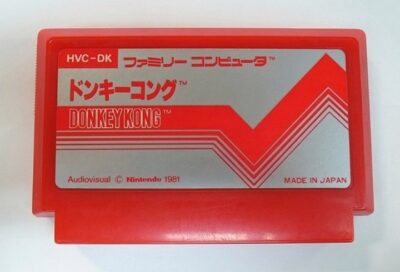 HVC-DK ファミリー コンピュータ™
ドンキーコング™
DONKEY KONG™
Audiovisual © Nintendo 1981
MADE IN JAPAN